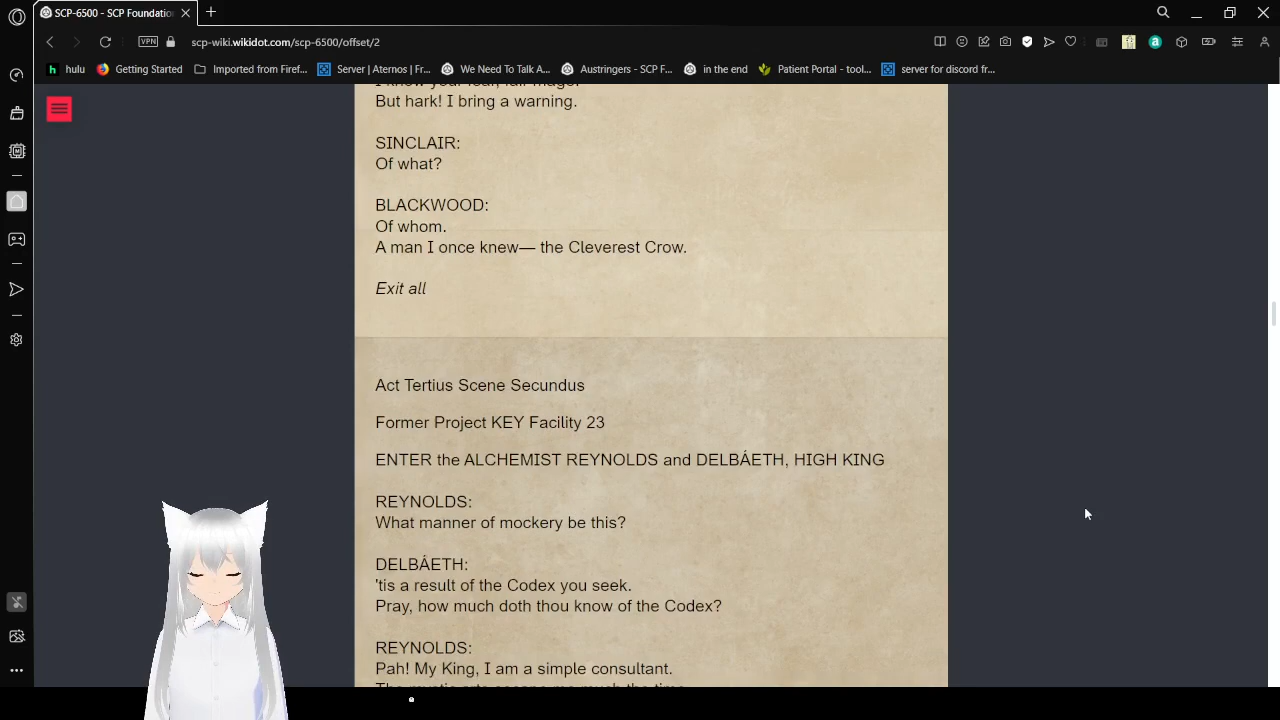 SCP-6500 - SCP Foundatio
VPN
scp-wiki.wikidot.com/scp-6500/offset/2
hulu
Getting Started
Imported from Firef...
Server | Aternos | Fr...
We Need To Talk A...
Austringers - SCP F...
in the end
Patient Portal - tool...
server for discord fr...
But hark! I bring a warning.
SINCLAIR:
Of what?
BLACKWOOD:
Of whom.
A man I once knew— the Cleverest Crow.
Exit all
Act Tertius Scene Secundus
Former Project KEY Facility 23
ENTER the ALCHEMIST REYNOLDS and DELBÁETH, HIGH KING
REYNOLDS:
What manner of mockery be this?
DELBÁETH:
'tis a result of the Codex you seek.
Pray, how much doth thou know of the Codex?
REYNOLDS:
Pah! My King, I am a simple consultant.